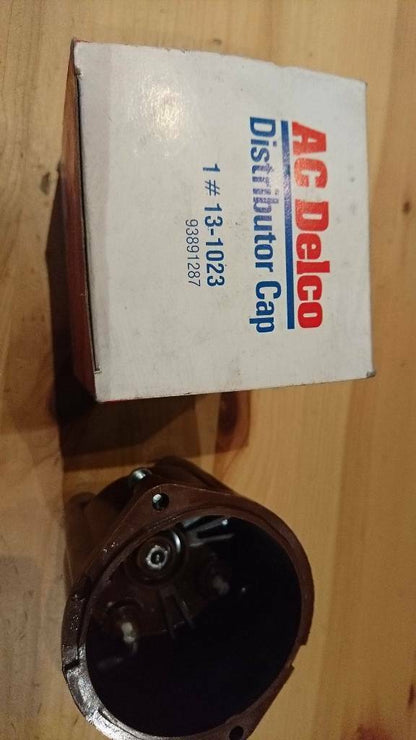 AC Delco
Distributor Cap
1 # 13-1023
93891287